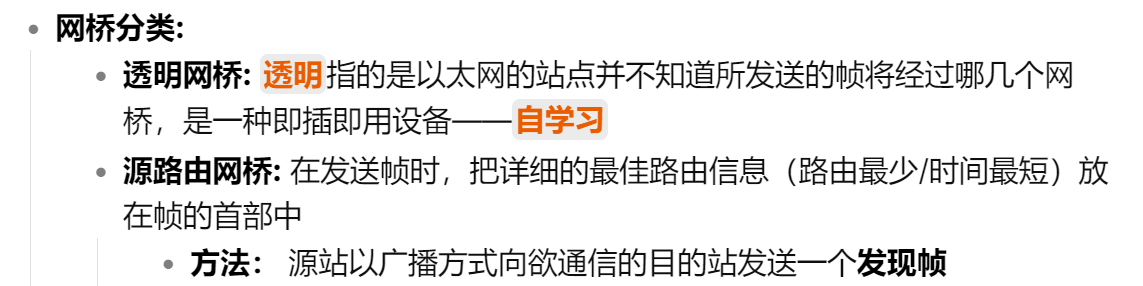 网桥分类:
透明网桥: 透明指的是以太网的站点并不知道所发送的帧将经过哪几个网
桥，是一种即插即用设备——自学习
源路由网桥: 在发送帧时，把详细的最佳路由信息（路由最少/时间最短）放
在帧的首部中
方法： 源站以广播方式向欲通信的目的站发送一个发现帧